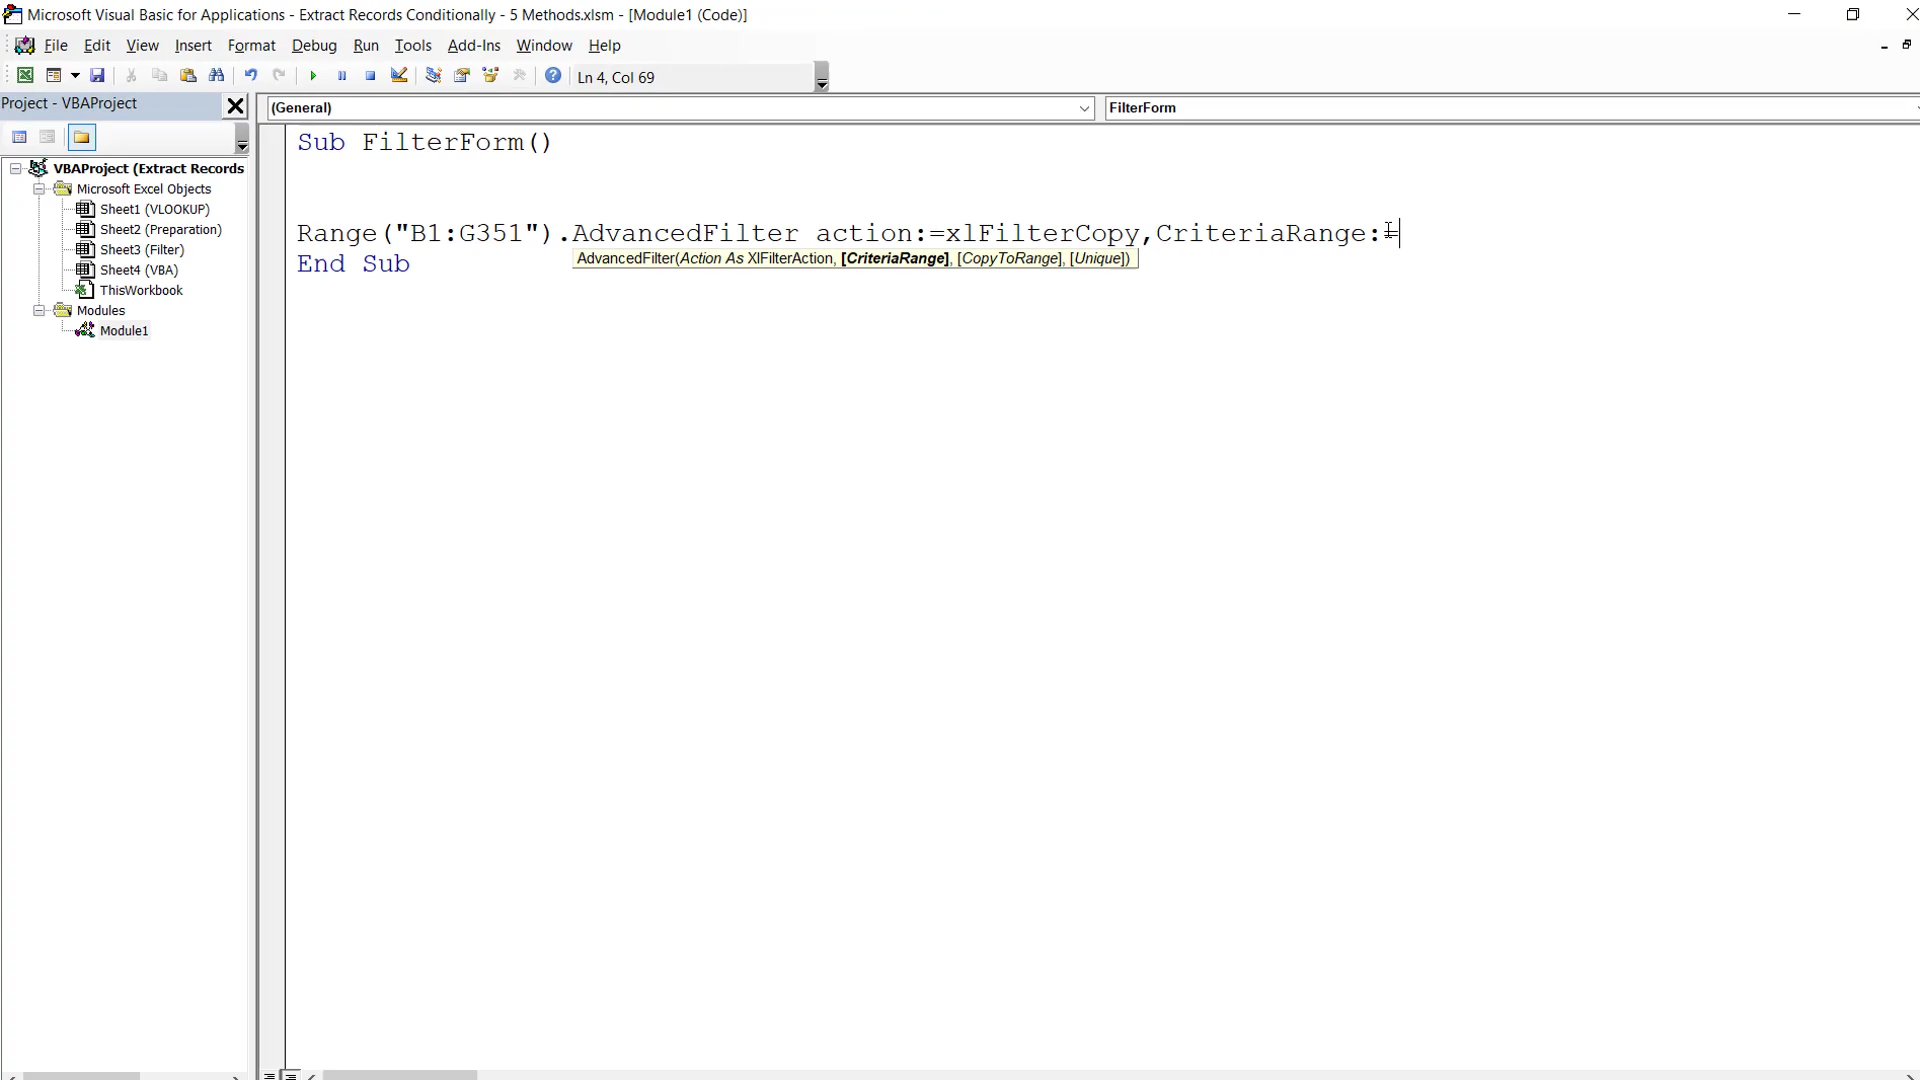 Microsoft Visual Basic for Applications - Extract Records Conditionally - 5 Methods.xlsm - [Module1 (Code)]
File Edit View Insert Format Debug Run Tools Add-Ins Window Help
Ln 4, Col 69
Project - VBAProject
(General) FilterForm
VBAProject (Extract Records
Microsoft Excel Objects
Sheet1 (VLOOKUP)
Sheet2 (Preparation)
Sheet3 (Filter)
Sheet4 (VBA)
ThisWorkbook
Modules
Module1
Sub FilterForm()
Range("B1:G351").AdvancedFilter action:=xlFilterCopy,CriteriaRange:=
AdvancedFilter(Action As XlFilterAction, [CriteriaRange], [CopyToRange], [Unique])
End Sub